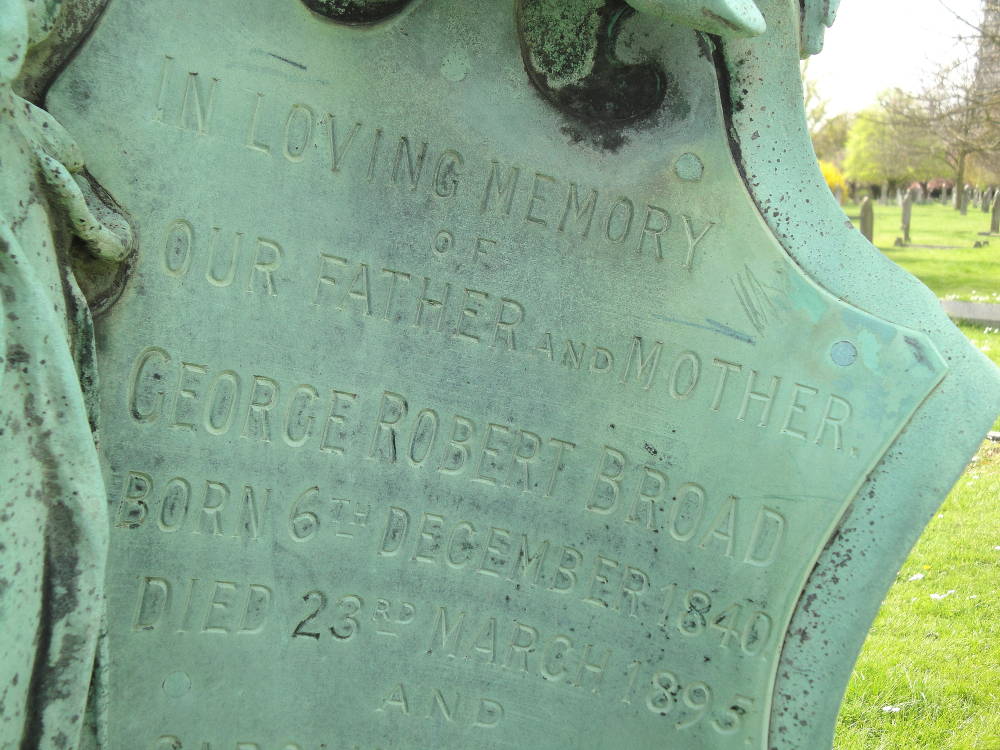 IN LOVING MEMORY
OF
OUR FATHER AND MOTHER.
GEORGE ROBERT BROAD
BORN 6TH DECEMBER 1840.
DIED 23RD MARCH 1895.
AND